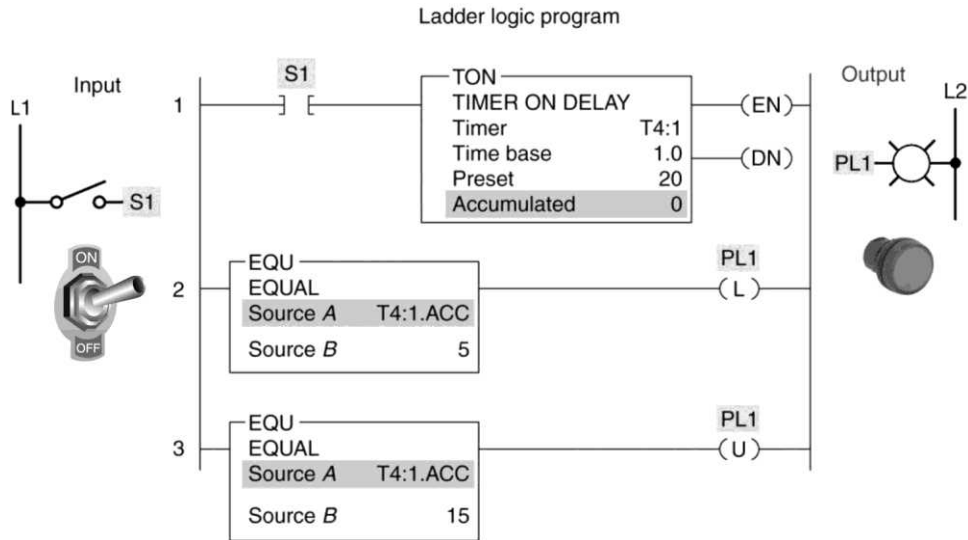 Ladder logic program
Input
L1
S1
ON
OFF
1
S1
TON
TIMER ON DELAY
Timer T4:1
Time base 1.0
Preset 20
Accumulated 0
(EN)
(DN)
Output
L2
PL1
2
EQU
EQUAL
Source A T4:1.ACC
Source B 5
PL1
(L)
3
EQU
EQUAL
Source A T4:1.ACC
Source B 15
PL1
(U)